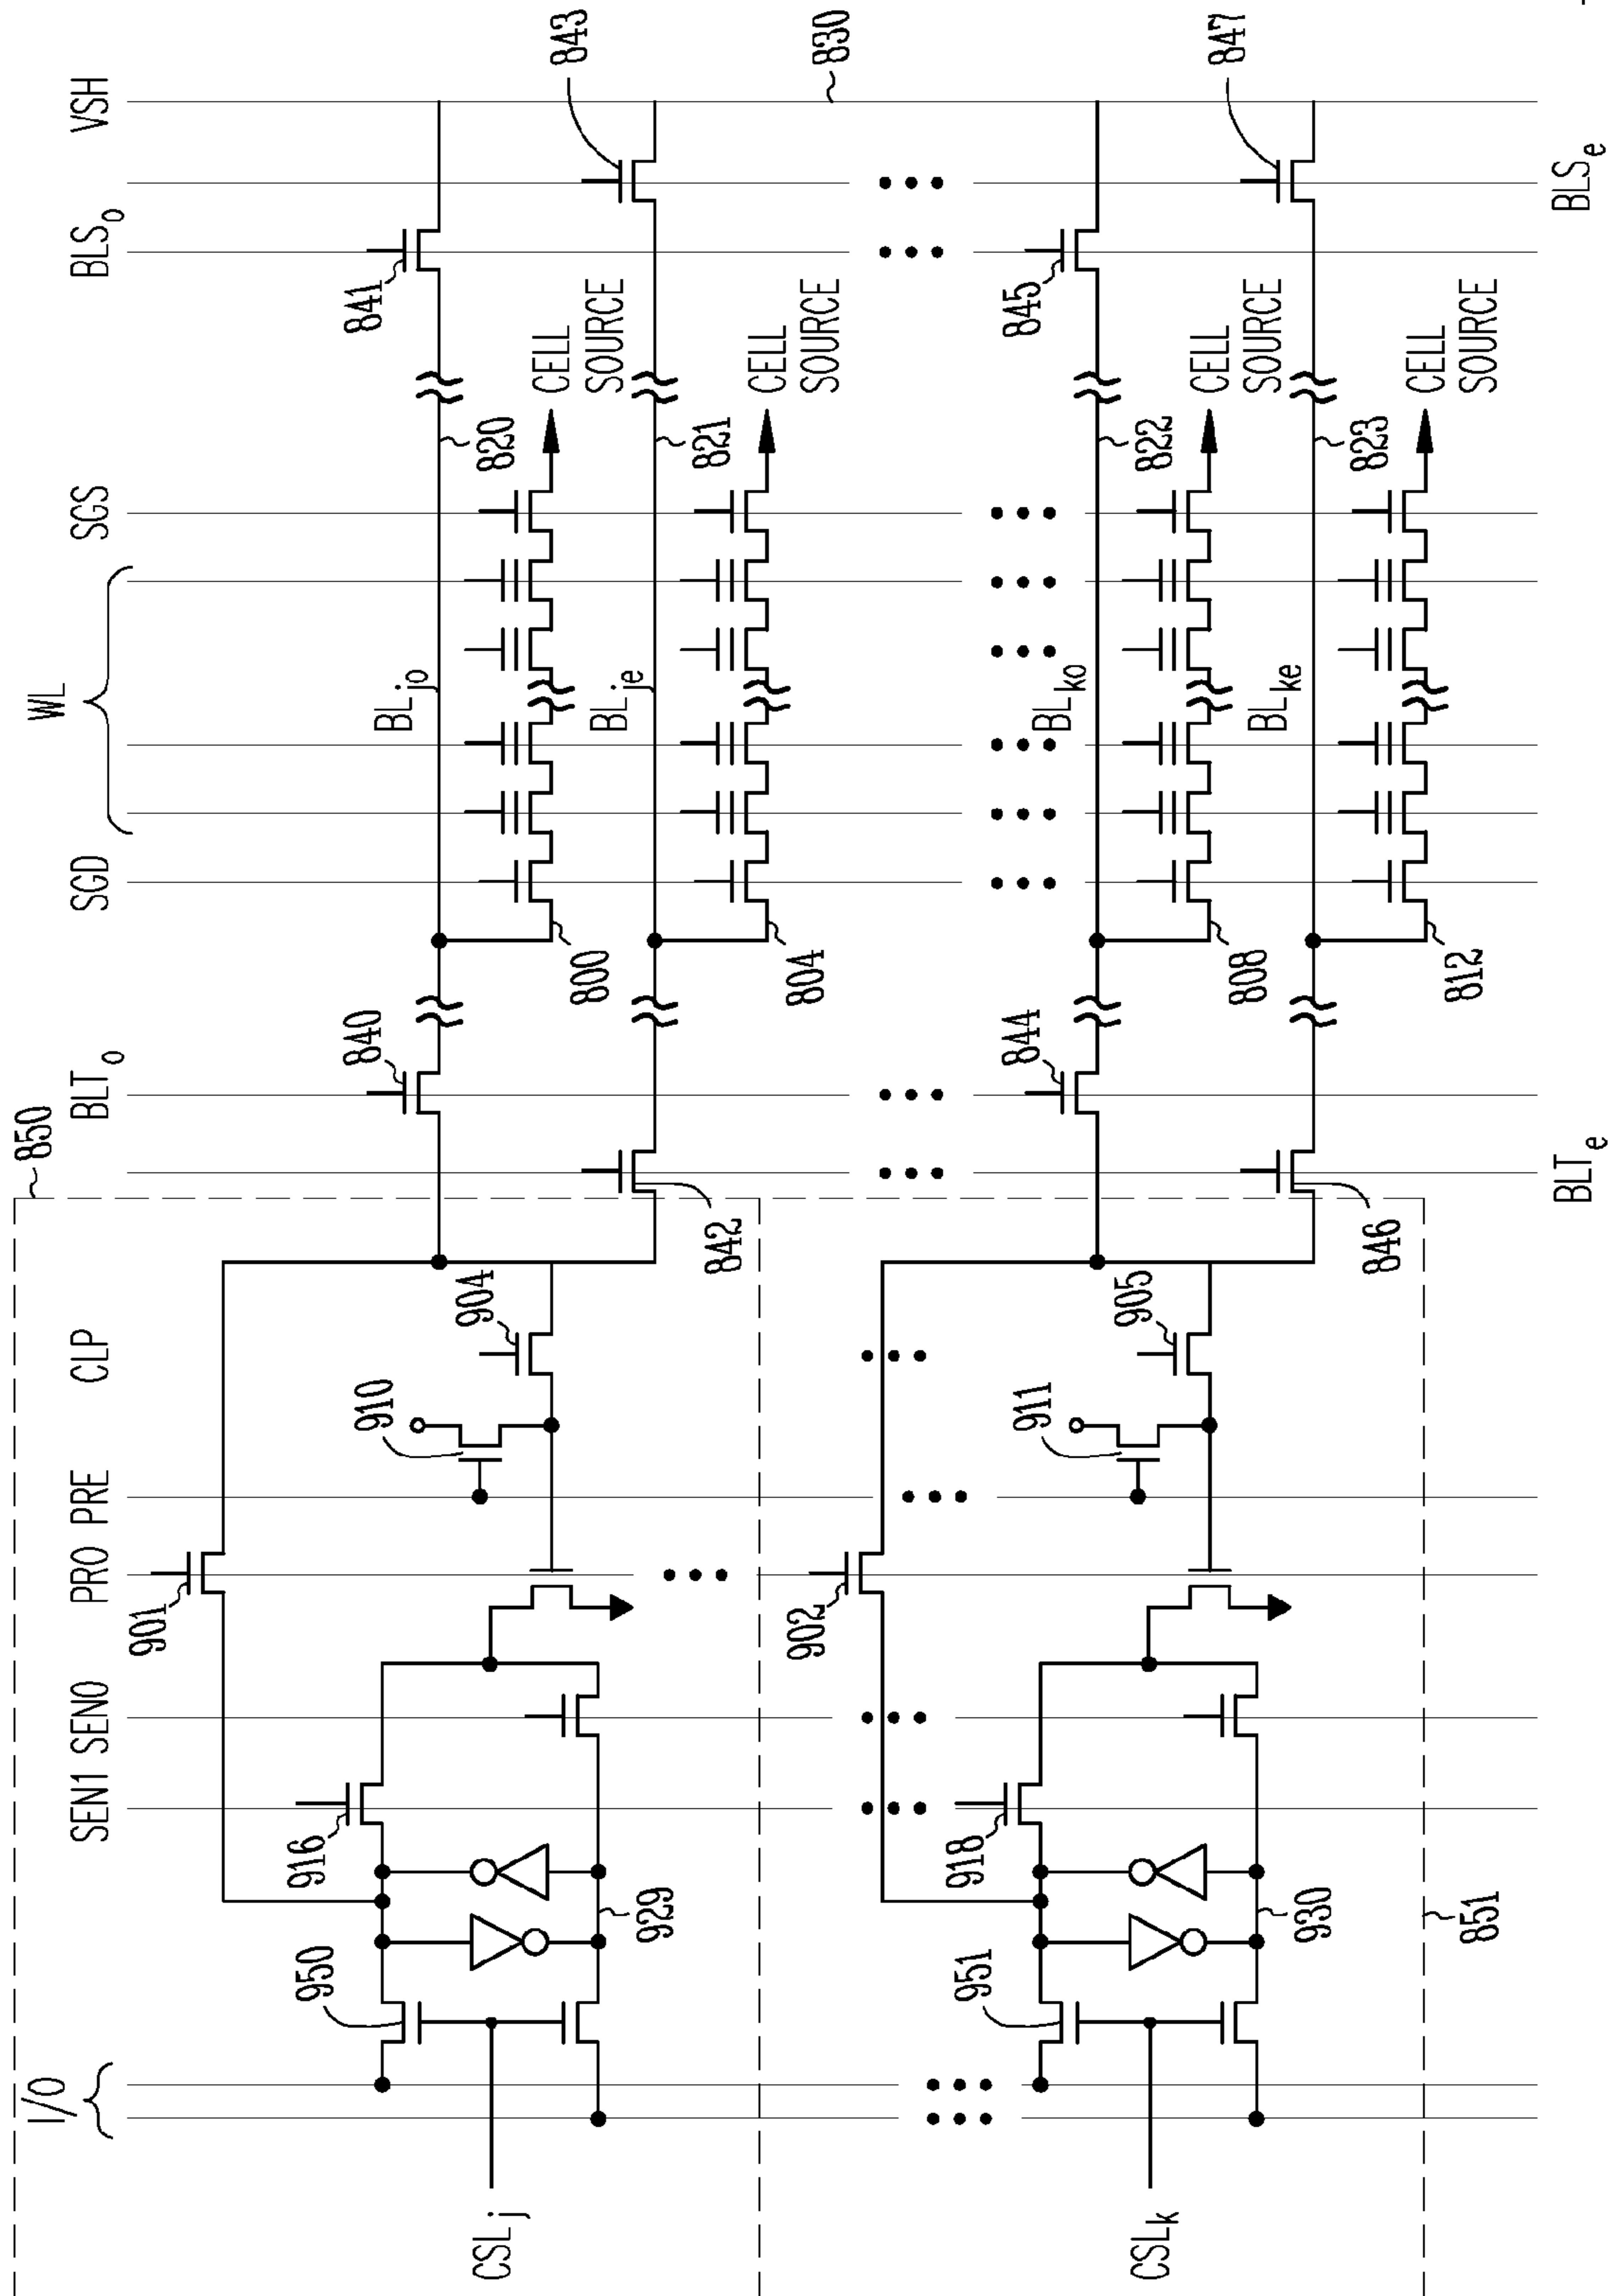 I/O
SEN1
SEN0
PRO
PRE
CLP
850
BLTo
SGD
WL
SGS
BLSo
VSH
901
950
916
910
904
840
BLjo
820
841
843
800
CELL
SOURCE
CSLj
929
842
BLje
821
804
CELL
SOURCE
830
902
951
918
911
905
844
BLko
822
845
847
808
CELL
SOURCE
CSLk
930
846
BLke
823
812
CELL
SOURCE
851
BLTe
BLSe